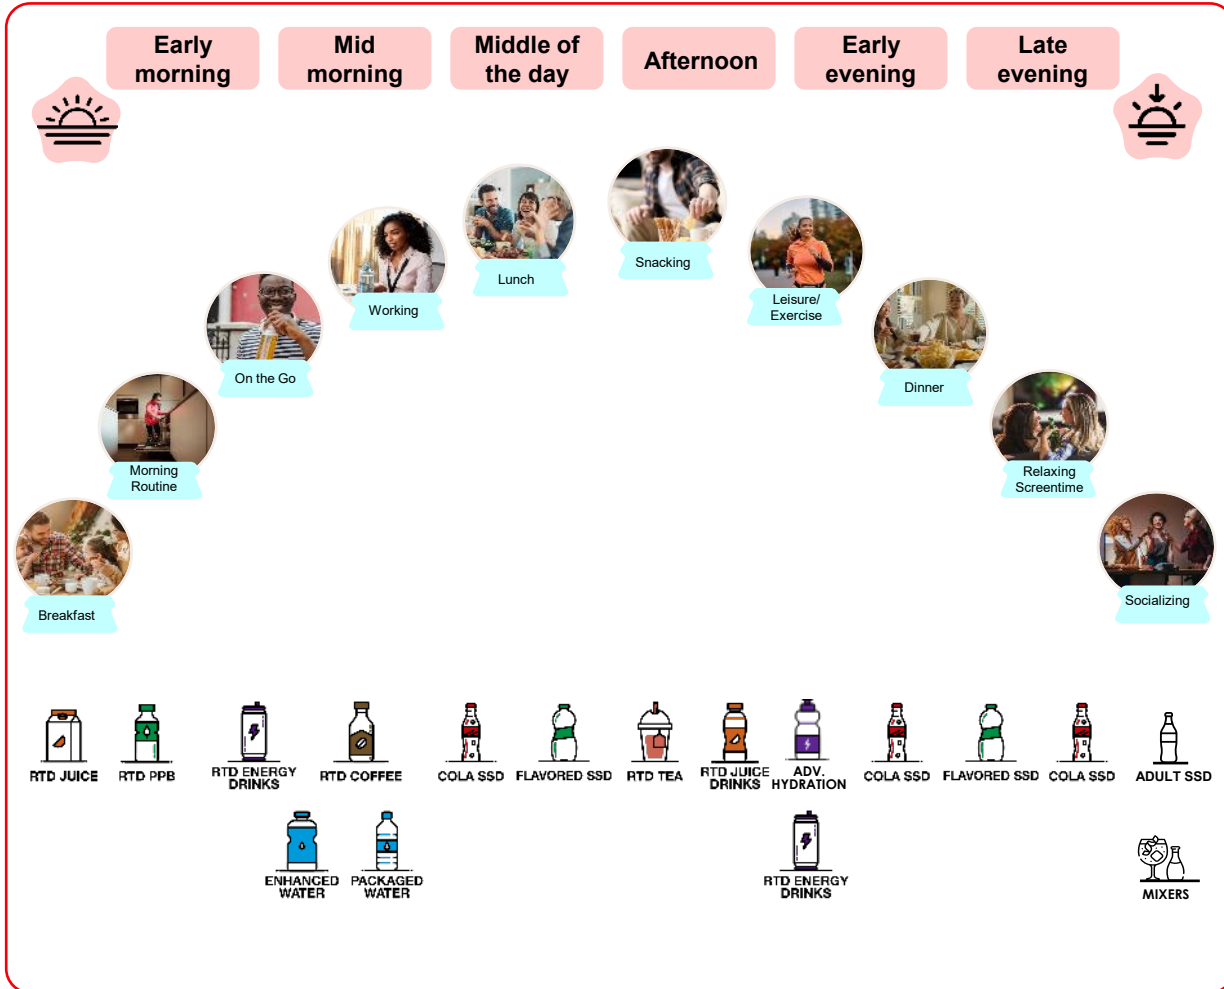 Early
morning
Mid
morning
Middle of
the day
Afternoon
Early
evening
Late
evening
Snacking
Lunch
Working
Leisure/
Exercise
On the Go
Dinner
Morning
Routine
Relaxing
Screentime
Breakfast
Socializing
RTD JUICE
RTD PPB
RTD ENERGY
DRINKS
RTD COFFEE
COLA SSD
FLAVORED SSD
RTD TEA
RTD JUICE
DRINKS
ADV.
HYDRATION
COLA SSD
FLAVORED SSD
COLA SSD
ADULT SSD
ENHANCED
WATER
PACKAGED
WATER
RTD ENERGY
DRINKS
MIXERS